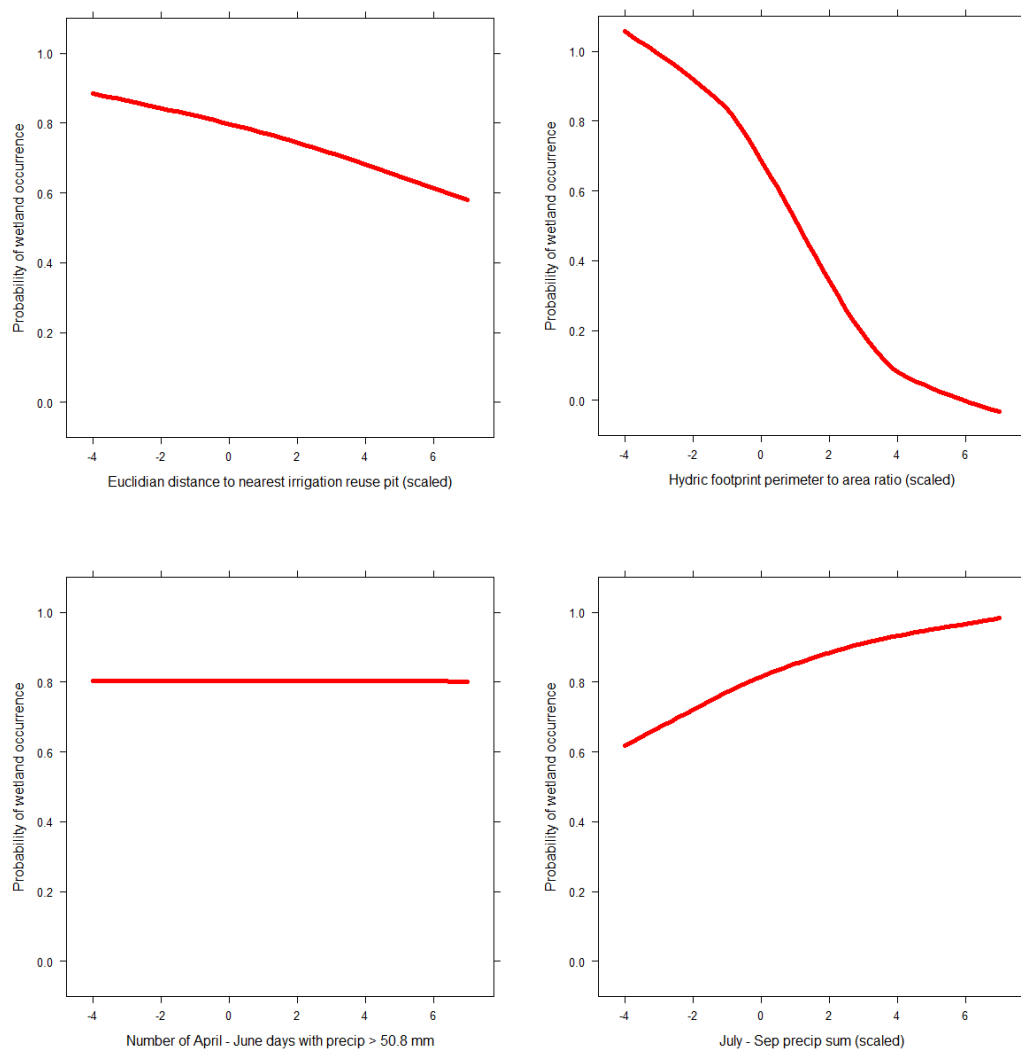 1.0
0.8
0.6
0.4
0.2
0.0
Probability of wetland occurrence
-4 -2 0 2 4 6
Euclidian distance to nearest irrigation reuse pit (scaled)
1.0
0.8
0.6
0.4
0.2
0.0
Probability of wetland occurrence
-4 -2 0 2 4 6
Hydric footprint perimeter to area ratio (scaled)
1.0
0.8
0.6
0.4
0.2
0.0
Probability of wetland occurrence
-4 -2 0 2 4 6
Number of April - June days with precip > 50.8 mm
1.0
0.8
0.6
0.4
0.2
0.0
Probability of wetland occurrence
-4 -2 0 2 4 6
July - Sep precip sum (scaled)